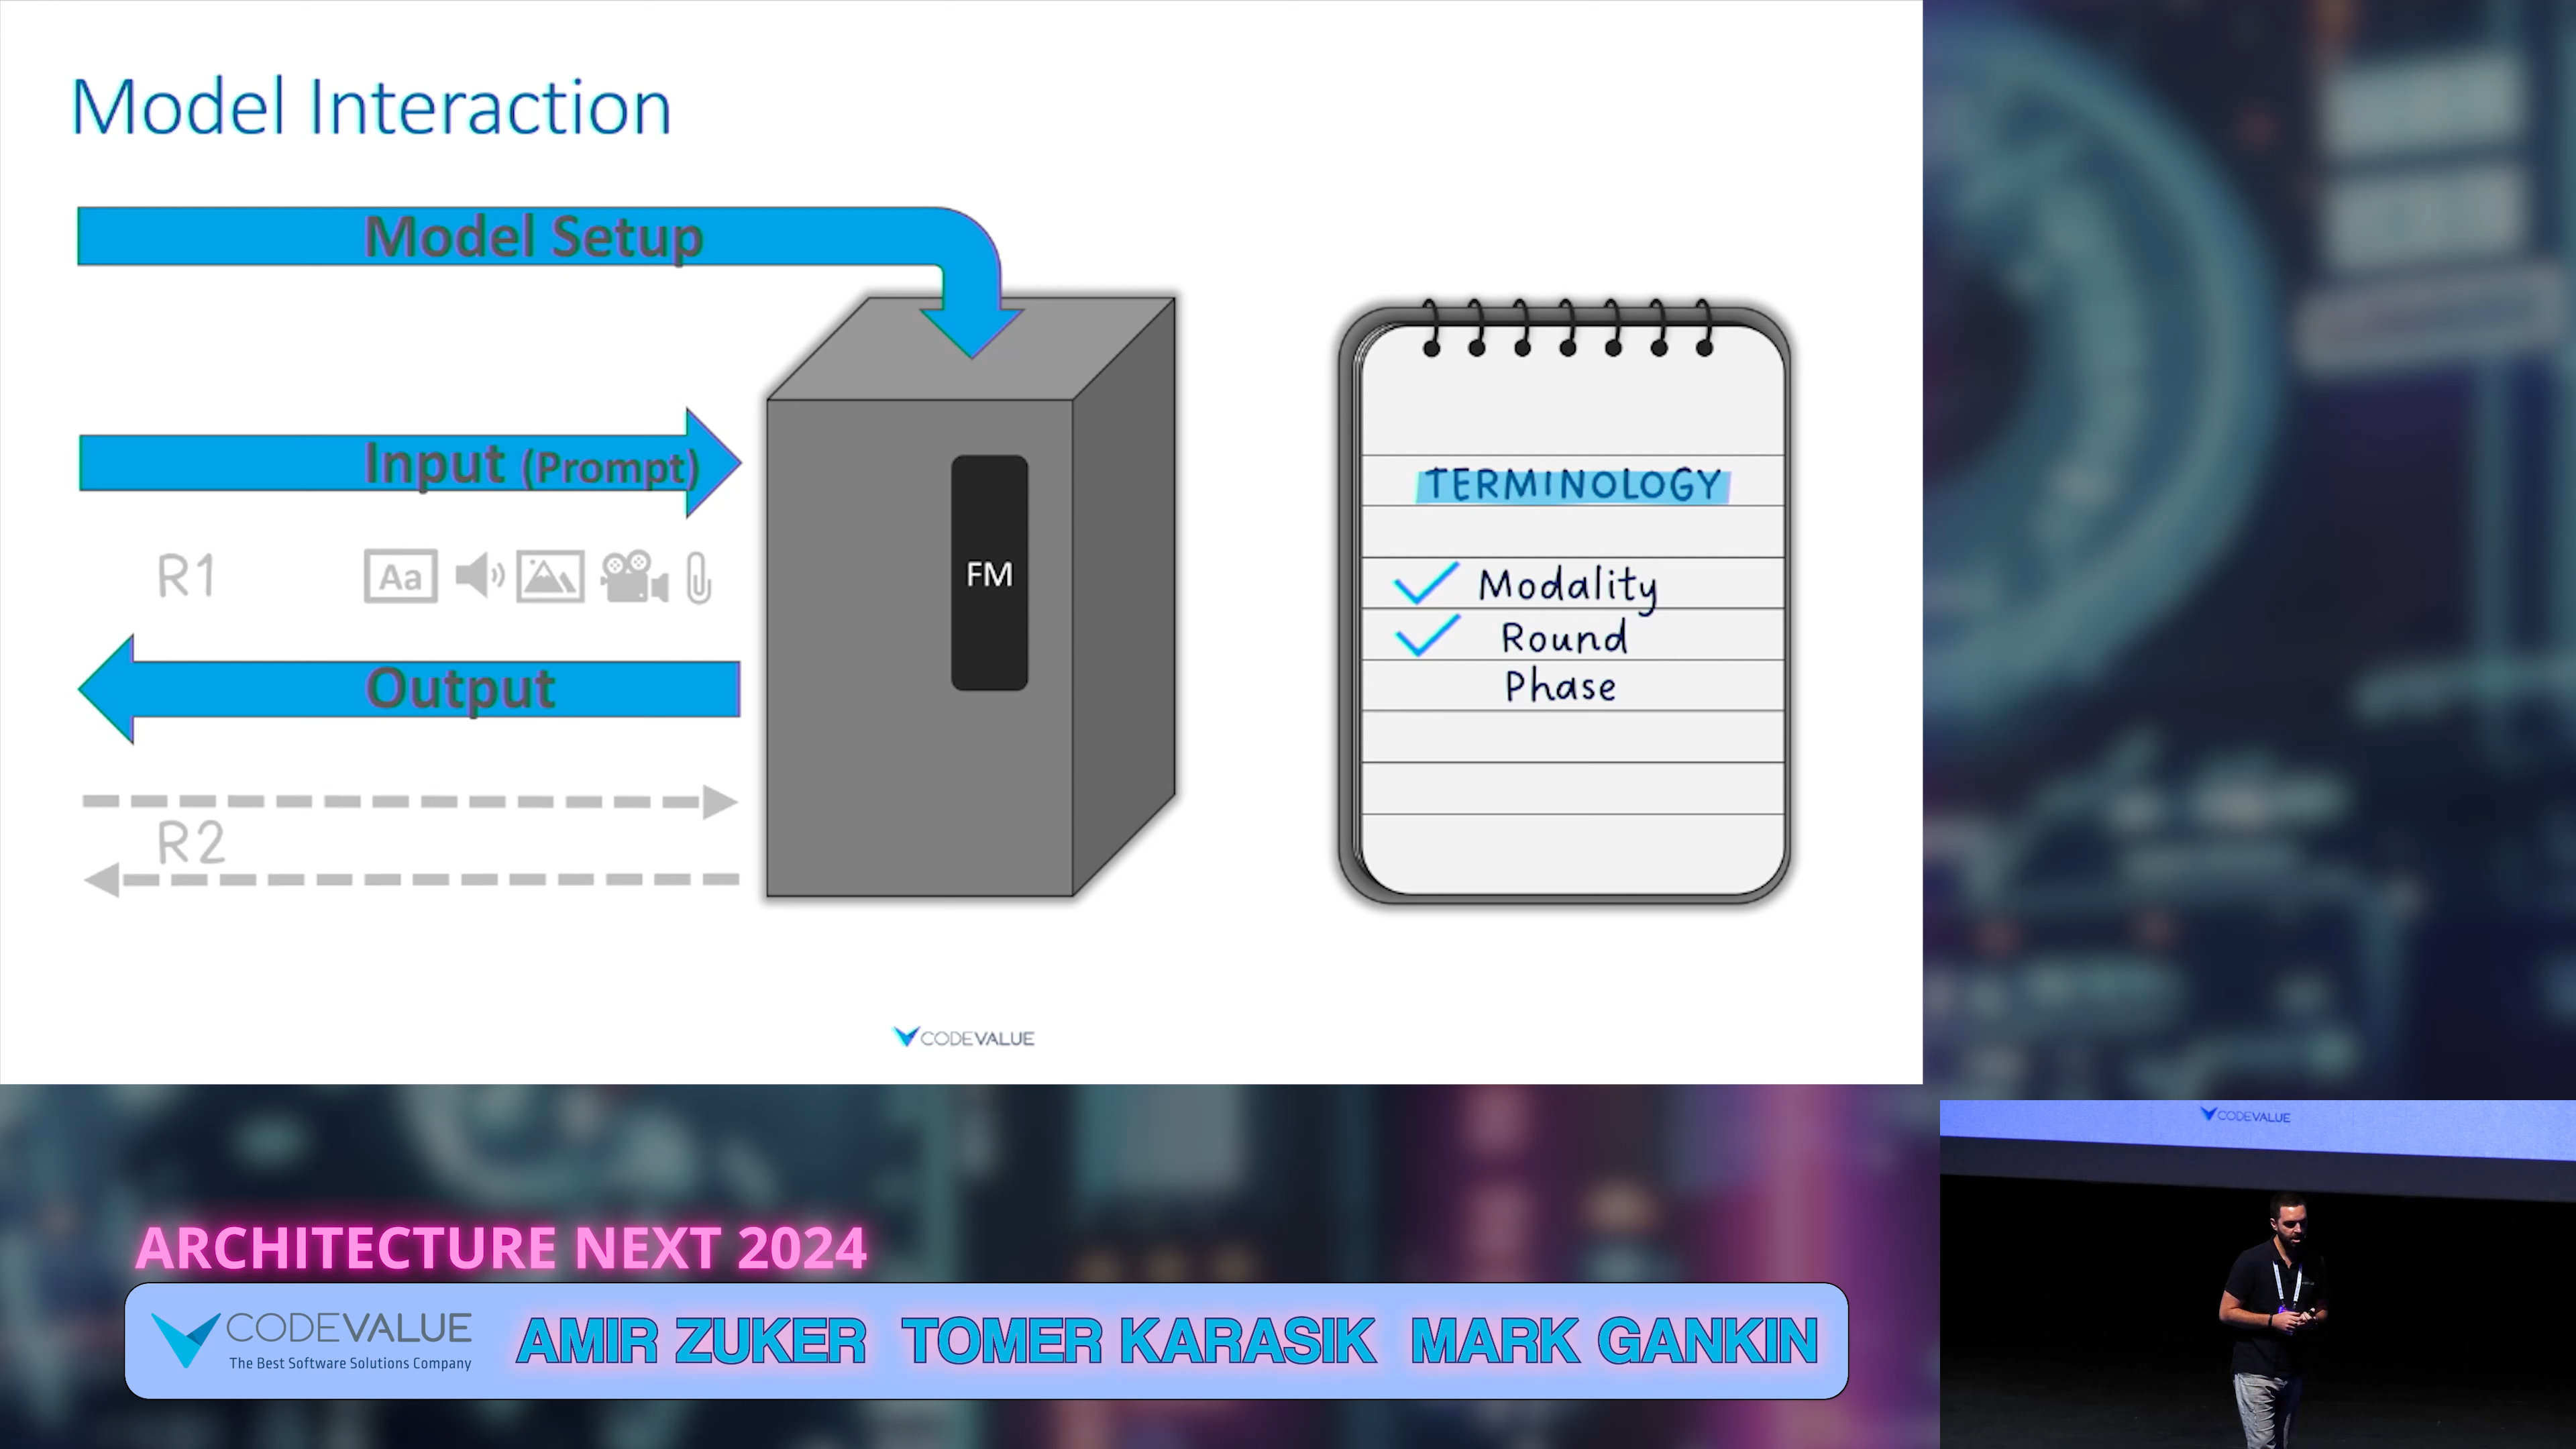 Model Interaction
Model Setup
Input (Prompt)
R1
Aa
FM
Output
R2
TERMINOLOGY
Modality
Round
Phase
CODEVALUE
CODEVALUE
ARCHITECTURE NEXT 2024
CODEVALUE
The Best Software Solutions Company
AMIR ZUKER TOMER KARASIK MARK GANKIN